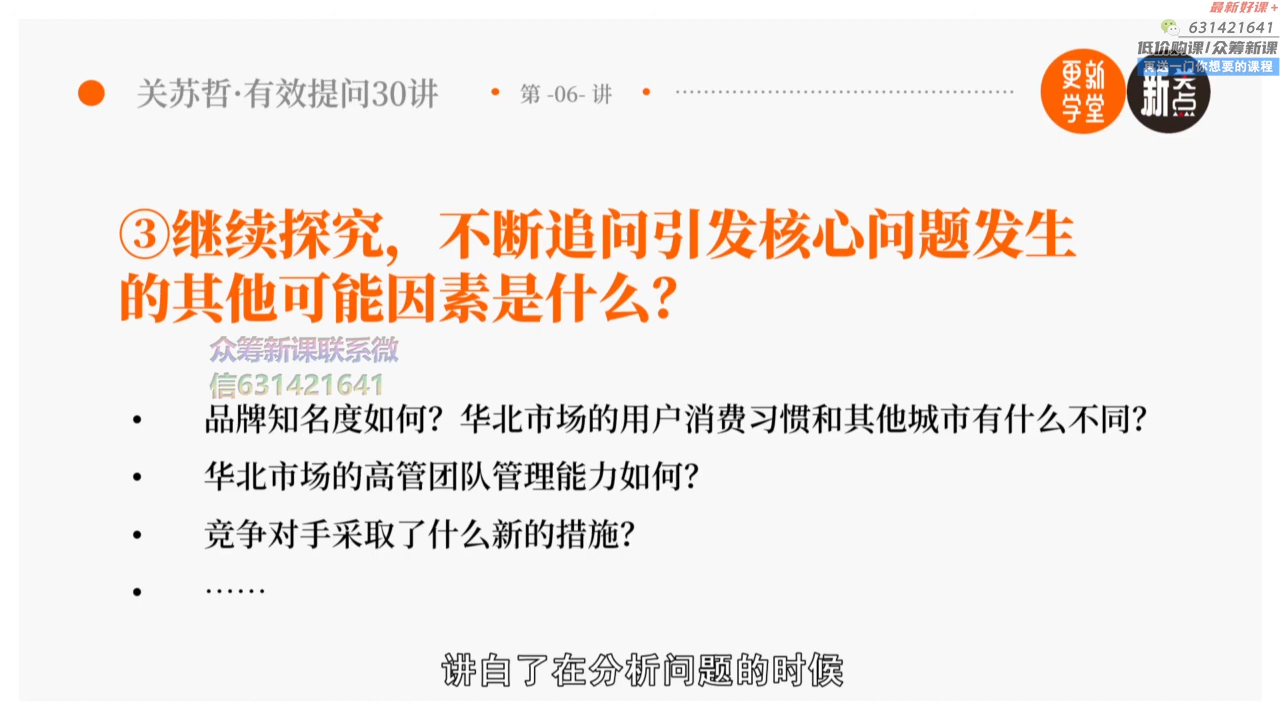 最新好课+
631421641
低价购课/众筹新课
再送一门你想要的课程
关苏哲·有效提问30讲 • 第 -06- 讲 •
更新
学堂
新关点
③继续探究，不断追问引发核心问题发生
的其他可能因素是什么？
众筹新课联系微
信631421641
• 品牌知名度如何？华北市场的用户消费习惯和其他城市有什么不同？
• 华北市场的高管团队管理能力如何？
• 竞争对手采取了什么新的措施？
• ……
讲白了在分析问题的时候